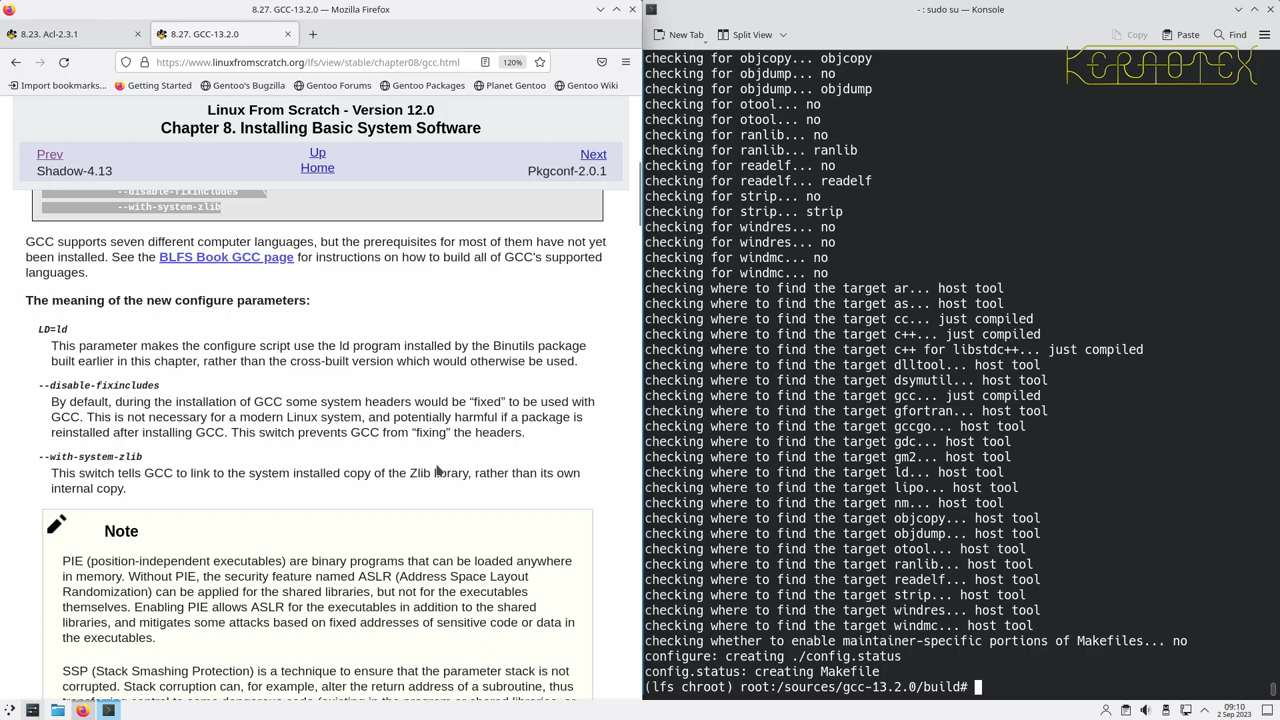 8.27. GCC-13.2.0 — Mozilla Firefox
8.23. Acl-2.3.1
8.27. GCC-13.2.0
https://www.linuxfromscratch.org/lfs/view/stable/chapter08/gcc.html
120%
Import bookmarks...
Getting Started
Gentoo's Bugzilla
Gentoo Forums
Gentoo Packages
Planet Gentoo
Gentoo Wiki
Linux From Scratch - Version 12.0
Chapter 8. Installing Basic System Software
Prev
Up
Next
Shadow-4.13
Home
Pkgconf-2.0.1
--disable-fixincludes \
--with-system-zlib
GCC supports seven different computer languages, but the prerequisites for most of them have not yet
been installed. See the BLFS Book GCC page for instructions on how to build all of GCC's supported
languages.
The meaning of the new configure parameters:
LD=ld
This parameter makes the configure script use the ld program installed by the Binutils package
built earlier in this chapter, rather than the cross-built version which would otherwise be used.
--disable-fixincludes
By default, during the installation of GCC some system headers would be “fixed” to be used with
GCC. This is not necessary for a modern Linux system, and potentially harmful if a package is
reinstalled after installing GCC. This switch prevents GCC from “fixing” the headers.
--with-system-zlib
This switch tells GCC to link to the system installed copy of the Zlib library, rather than its own
internal copy.
Note
PIE (position-independent executables) are binary programs that can be loaded anywhere
in memory. Without PIE, the security feature named ASLR (Address Space Layout
Randomization) can be applied for the shared libraries, but not for the executables
themselves. Enabling PIE allows ASLR for the executables in addition to the shared
libraries, and mitigates some attacks based on fixed addresses of sensitive code or data in
the executables.
SSP (Stack Smashing Protection) is a technique to ensure that the parameter stack is not
corrupted. Stack corruption can, for example, alter the return address of a subroutine, thus
- : sudo su — Konsole
New Tab
Split View
Copy
Paste
Find
KERNOTEX
checking for objcopy... objcopy
checking for objdump... no
checking for objdump... objdump
checking for otool... no
checking for otool... no
checking for ranlib... no
checking for ranlib... ranlib
checking for readelf... no
checking for readelf... readelf
checking for strip... no
checking for strip... strip
checking for windres... no
checking for windres... no
checking for windmc... no
checking for windmc... no
checking where to find the target ar... host tool
checking where to find the target as... host tool
checking where to find the target cc... just compiled
checking where to find the target c++... just compiled
checking where to find the target c++ for libstdc++... just compiled
checking where to find the target dlltool... host tool
checking where to find the target dsymutil... host tool
checking where to find the target gcc... just compiled
checking where to find the target gfortran... host tool
checking where to find the target gccgo... host tool
checking where to find the target gdc... host tool
checking where to find the target gm2... host tool
checking where to find the target ld... host tool
checking where to find the target lipo... host tool
checking where to find the target nm... host tool
checking where to find the target objcopy... host tool
checking where to find the target objdump... host tool
checking where to find the target otool... host tool
checking where to find the target ranlib... host tool
checking where to find the target readelf... host tool
checking where to find the target strip... host tool
checking where to find the target windres... host tool
checking where to find the target windmc... host tool
checking whether to enable maintainer-specific portions of Makefiles... no
configure: creating ./config.status
config.status: creating Makefile
(lfs chroot) root:/sources/gcc-13.2.0/build#
09:10
2 Sep 2023